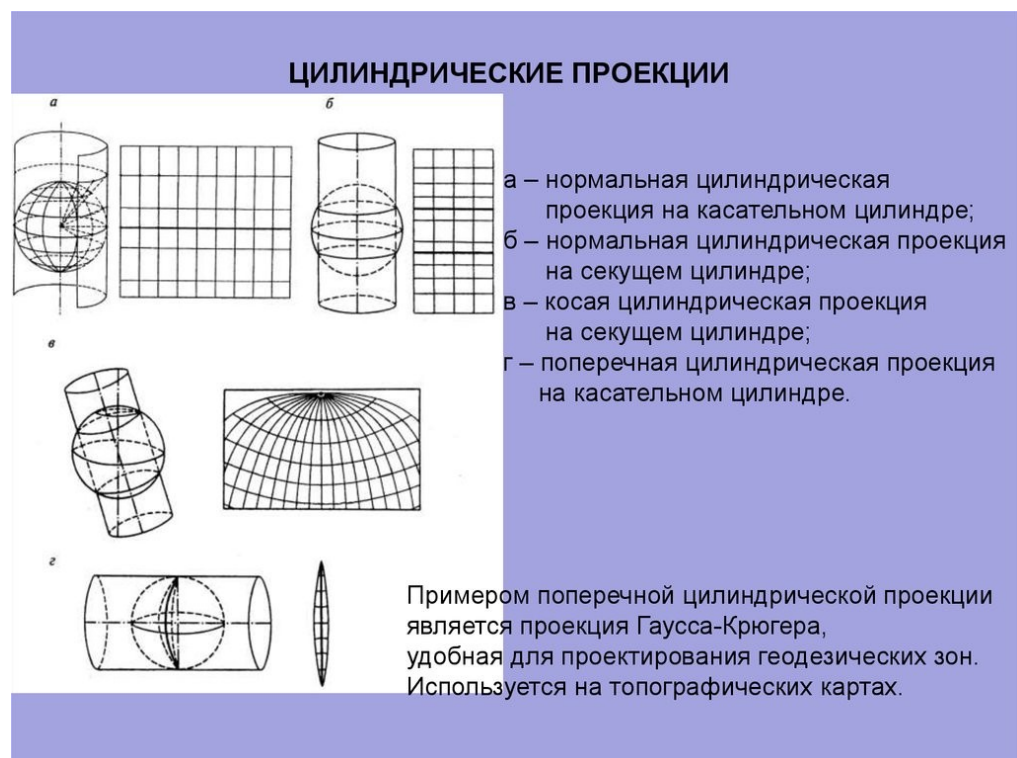 ЦИЛИНДРИЧЕСКИЕ ПРОЕКЦИИ
а
б
а – нормальная цилиндрическая
проекция на касательном цилиндре;
б – нормальная цилиндрическая проекция
на секущем цилиндре;
в – косая цилиндрическая проекция
на секущем цилиндре;
г – поперечная цилиндрическая проекция
на касательном цилиндре.
в
г
Примером поперечной цилиндрической проекции
является проекция Гаусса-Крюгера,
удобная для проектирования геодезических зон.
Используется на топографических картах.